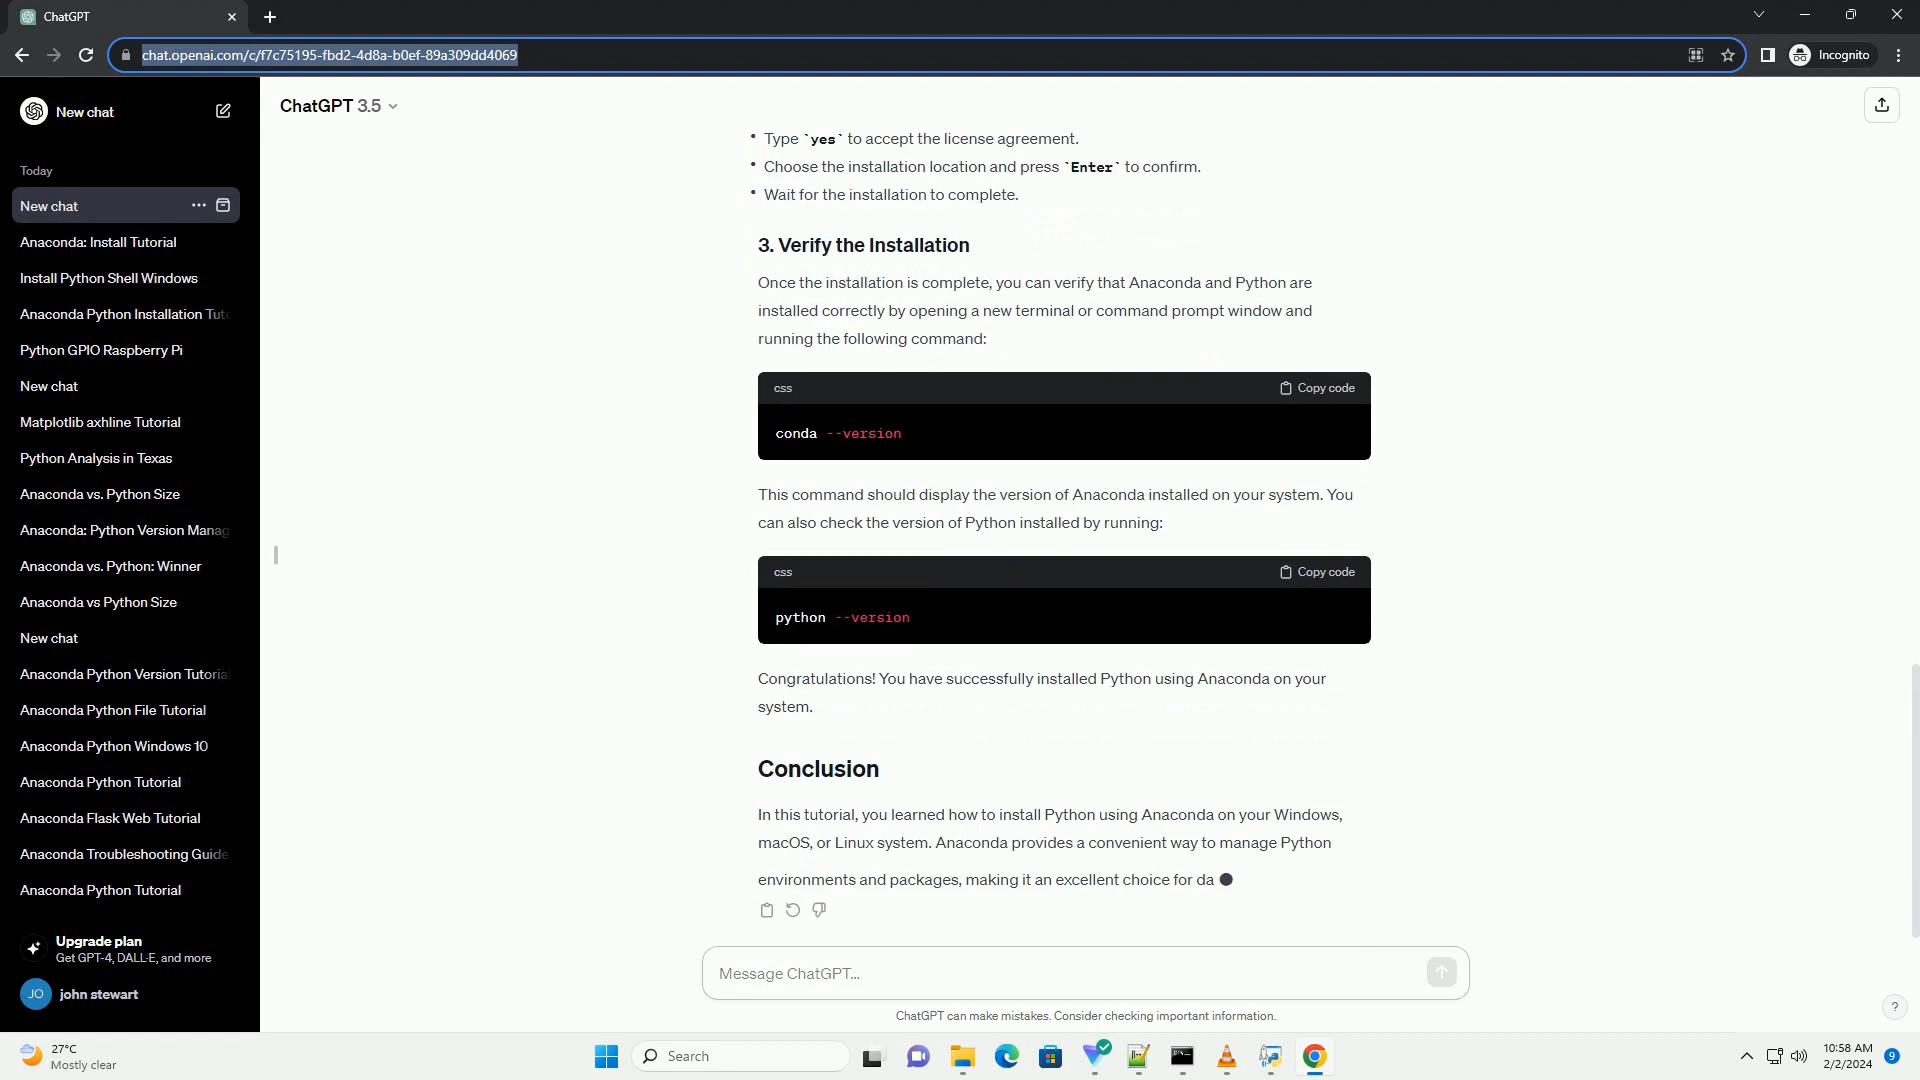 ChatGPT
chat.openai.com/c/f7c75195-fbd2-4d8a-b0ef-89a309dd4069
Incognito
New chat
Today
New chat
Anaconda: Install Tutorial
Install Python Shell Windows
Anaconda Python Installation Tuto
Python GPIO Raspberry Pi
New chat
Matplotlib axhline Tutorial
Python Analysis in Texas
Anaconda vs. Python Size
Anaconda: Python Version Manag
Anaconda vs. Python: Winner
Anaconda vs Python Size
New chat
Anaconda Python Version Tutorial
Anaconda Python File Tutorial
Anaconda Python Windows 10
Anaconda Python Tutorial
Anaconda Flask Web Tutorial
Anaconda Troubleshooting Guide
Anaconda Python Tutorial
Upgrade plan
Get GPT-4, DALL·E, and more
JO john stewart
ChatGPT 3.5
• Type `yes` to accept the license agreement.
• Choose the installation location and press `Enter` to confirm.
• Wait for the installation to complete.
3. Verify the Installation
Once the installation is complete, you can verify that Anaconda and Python are
installed correctly by opening a new terminal or command prompt window and
running the following command:
css Copy code
conda --version
This command should display the version of Anaconda installed on your system. You
can also check the version of Python installed by running:
css Copy code
python --version
Congratulations! You have successfully installed Python using Anaconda on your
system.
Conclusion
In this tutorial, you learned how to install Python using Anaconda on your Windows,
macOS, or Linux system. Anaconda provides a convenient way to manage Python
environments and packages, making it an excellent choice for da
Message ChatGPT...
ChatGPT can make mistakes. Consider checking important information.
?
27°C
Mostly clear
Search
10:58 AM
2/2/2024
9